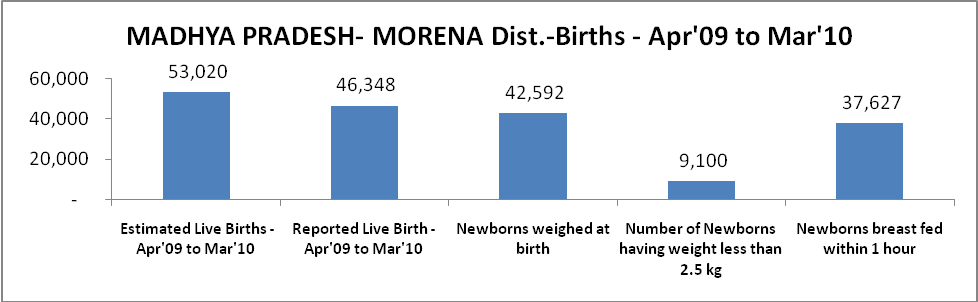 MADHYA PRADESH- MORENA Dist.-Births - Apr'09 to Mar'10
60,000
40,000
20,000
-
53,020
46,348
42,592
9,100
37,627
Estimated Live Births -
Apr'09 to Mar'10
Reported Live Birth -
Apr'09 to Mar'10
Newborns weighed at
birth
Number of Newborns
having weight less than
2.5 kg
Newborns breast fed
within 1 hour